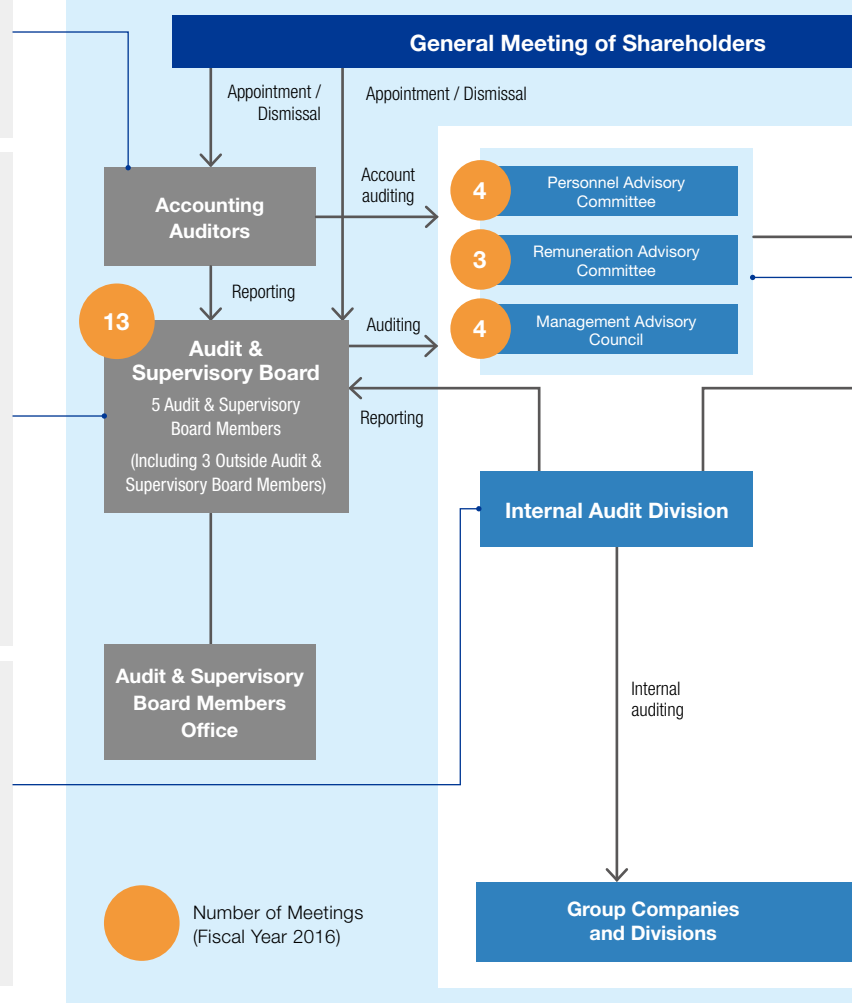 General Meeting of Shareholders
Appointment /
Dismissal
Appointment / Dismissal
Accounting
Auditors
Account
auditing
4
Personnel Advisory
Committee
3
Remuneration Advisory
Committee
4
Management Advisory
Council
Reporting
13
Audit &
Supervisory Board
5 Audit & Supervisory
Board Members
(Including 3 Outside Audit &
Supervisory Board Members)
Auditing
Reporting
Internal Audit Division
Audit & Supervisory
Board Members
Office
Internal
auditing
Number of Meetings
(Fiscal Year 2016)
Group Companies
and Divisions